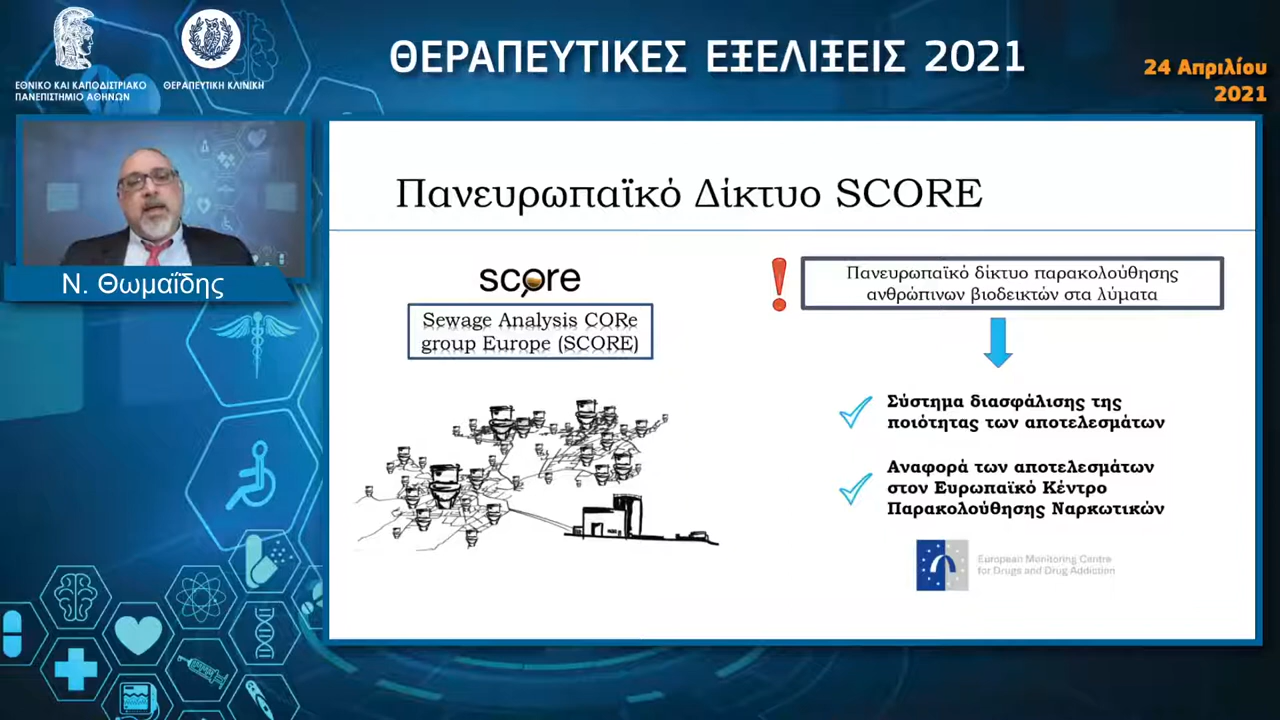 ΕΘΝΙΚΟ ΚΑΙ ΚΑΠΟΔΙΣΤΡΙΑΚΟ
ΠΑΝΕΠΙΣΤΗΜΙΟ ΑΘΗΝΩΝ
ΘΕΡΑΠΕΥΤΙΚΗ ΚΛΙΝΙΚΗ
ΘΕΡΑΠΕΥΤΙΚΕΣ ΕΞΕΛΙΞΕΙΣ 2021
24 Απριλίου
2021
Ν. Θωμαΐδης
Πανευρωπαϊκό Δίκτυο SCORE
score
Sewage Analysis CORe
group Europe (SCORE)
Πανευρωπαϊκό δίκτυο παρακολούθησης
ανθρώπινων βιοδεικτών στα λύματα
Σύστημα διασφάλισης της
ποιότητας των αποτελεσμάτων
Αναφορά των αποτελεσμάτων
στον Ευρωπαϊκό Κέντρο
Παρακολούθησης Ναρκωτικών
European Monitoring Centre
for Drugs and Drug Addiction